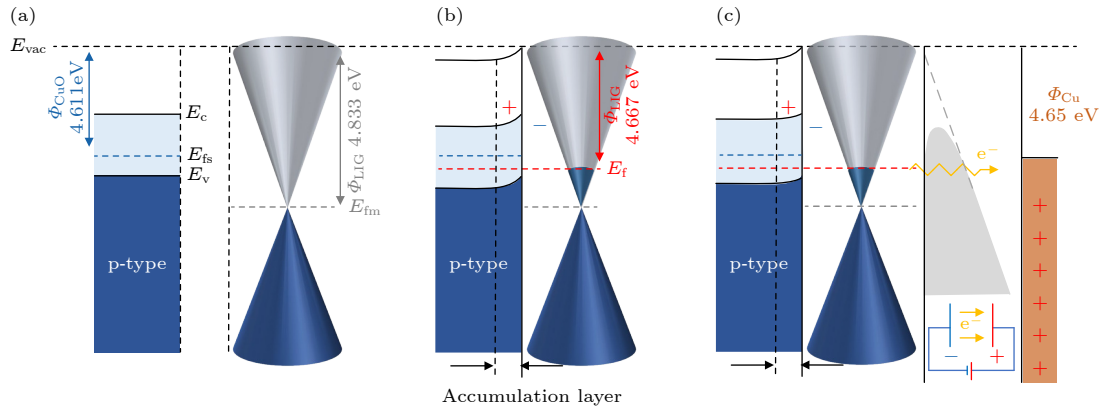 (a)
(b)
(c)
E_vac
Φ_CuO
4.611eV
E_c
E_fs
E_v
p-type
Φ_LIG 4.833 eV
E_fm
+
−
Φ_LIG
4.667 eV
E_f
p-type
Accumulation layer
+
−
p-type
e⁻
Φ_Cu
4.65 eV
+
+
+
+
+
+
e⁻
−
+